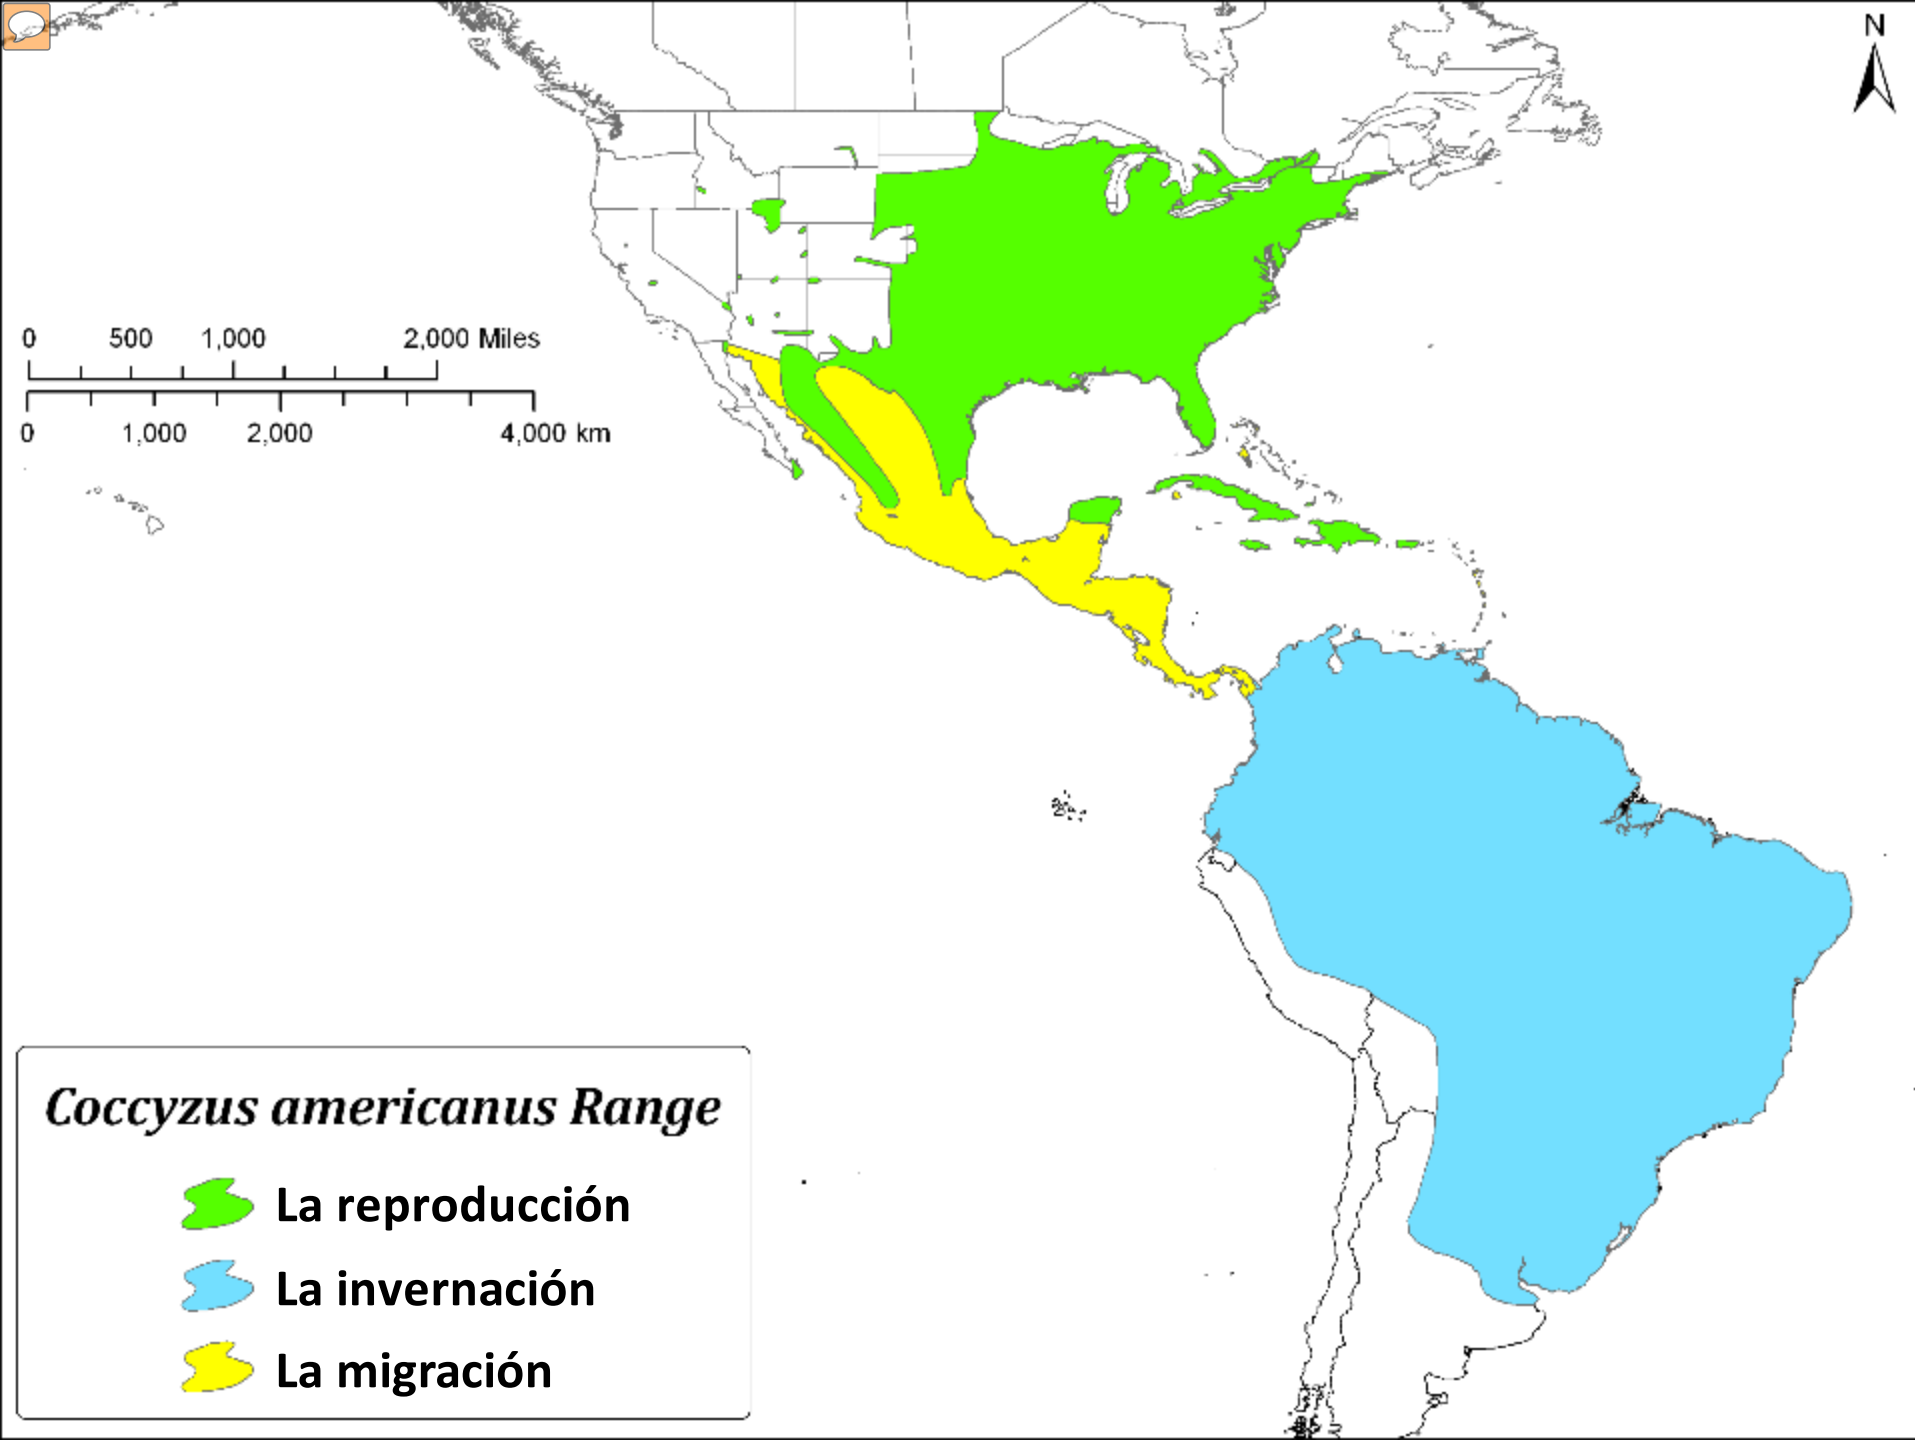 N
0 500 1,000 2,000 Miles
0 1,000 2,000 4,000 km
Coccyzus americanus Range
La reproducción
La invernación
La migración